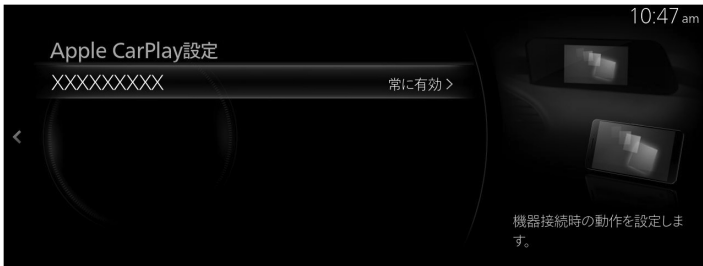 10:47 am
Apple CarPlay設定
XXXXXXXXX 常に有効 >
<
機器接続時の動作を設定しま
す。